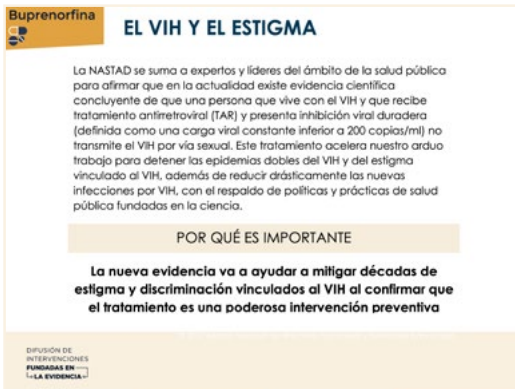 Buprenorfina
EL VIH Y EL ESTIGMA
La NASTAD se suma a expertos y líderes del ámbito de la salud pública
para afirmar que en la actualidad existe evidencia científica
concluyente de que una persona que vive con el VIH y que recibe
tratamiento antirretroviral (TAR) y presenta inhibición viral duradera
(definida como una carga viral constante inferior a 200 copias/ml) no
transmite el VIH por vía sexual. Este tratamiento acelera nuestro arduo
trabajo para detener las epidemias dobles del VIH y del estigma
vinculado al VIH, además de reducir drásticamente las nuevas
infecciones por VIH, con el respaldo de políticas y prácticas de salud
pública fundadas en la ciencia.
POR QUÉ ES IMPORTANTE
La nueva evidencia va a ayudar a mitigar décadas de
estigma y discriminación vinculados al VIH al confirmar que
el tratamiento es una poderosa intervención preventiva
DIFUSIÓN DE
INTERVENCIONES
FUNDADAS EN
LA EVIDENCIA